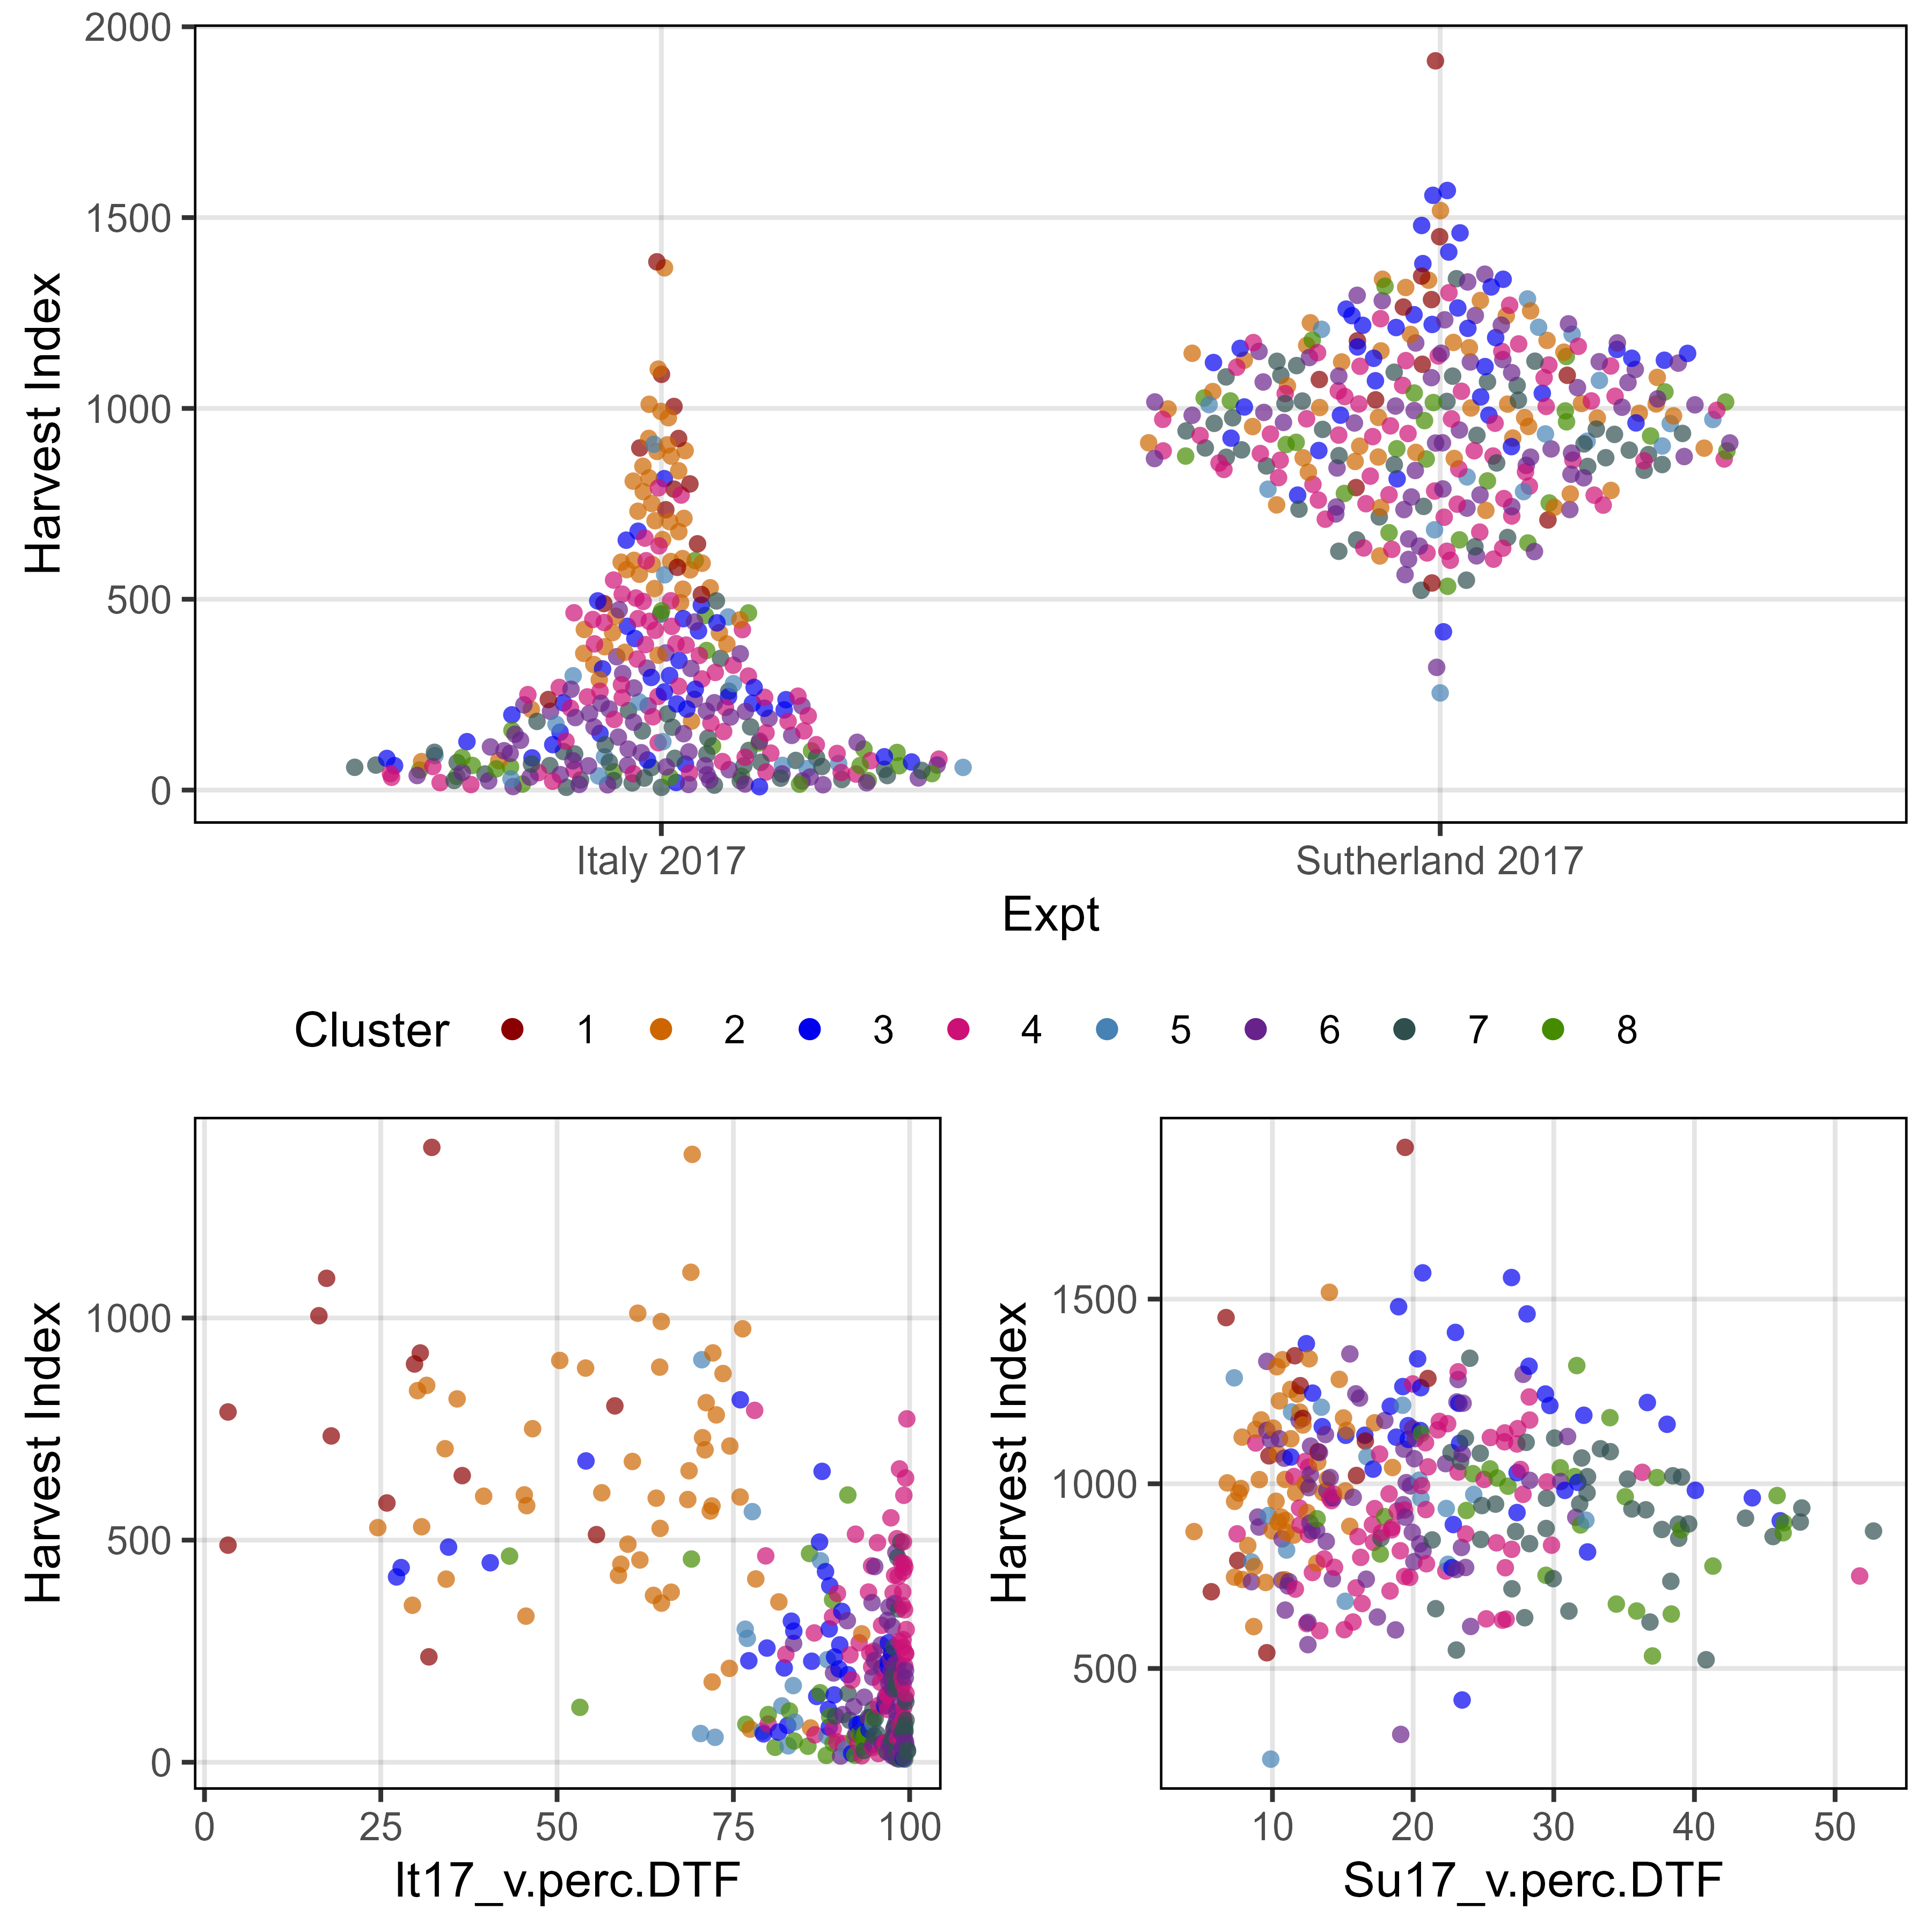 2000
1500
1000
500
0
Harvest Index
Italy 2017 Sutherland 2017
Expt
Cluster 1 2 3 4 5 6 7 8
1000
500
0
Harvest Index
0 25 50 75 100
It17_v.perc.DTF
1500
1000
500
Harvest Index
10 20 30 40 50
Su17_v.perc.DTF